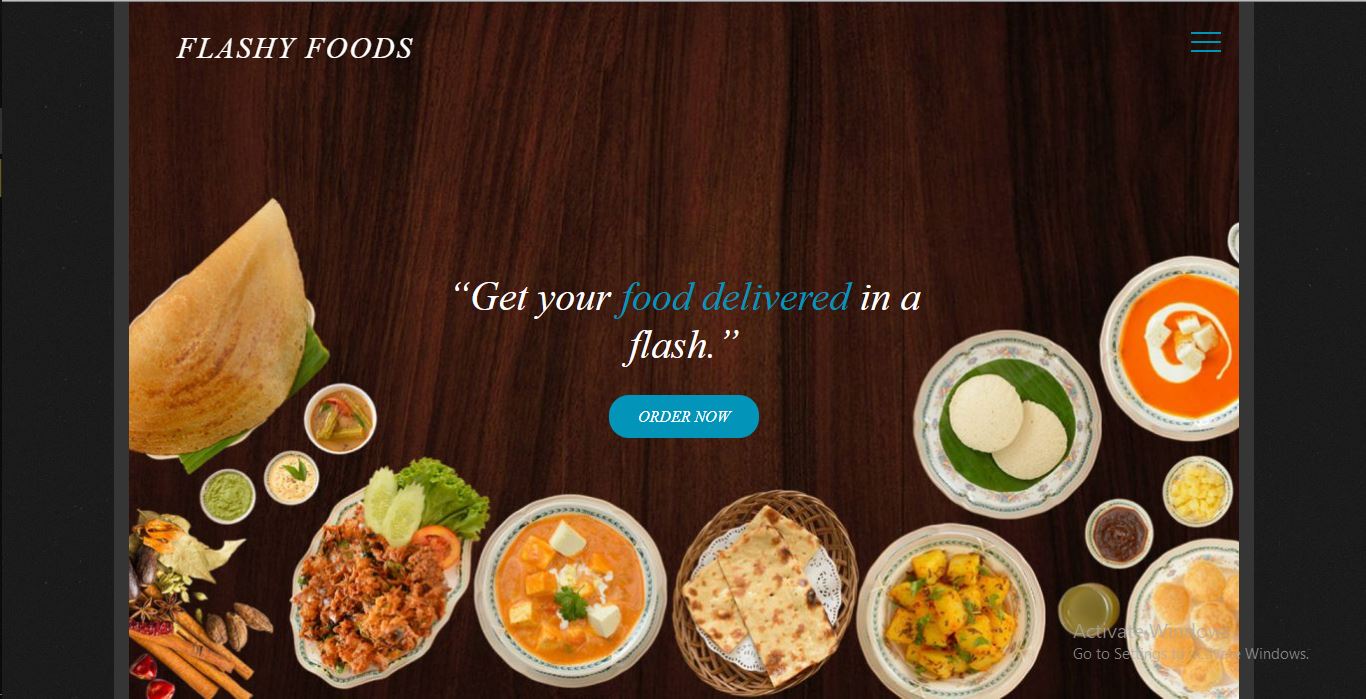 FLASHY FOODS
“Get your food delivered in a
flash.”
ORDER NOW
Activate Windows
Go to Settings to activate Windows.